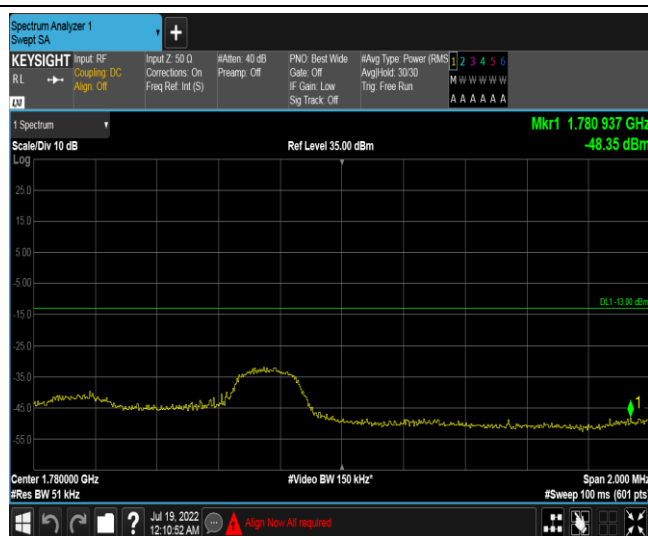 Spectrum Analyzer 1
Swept SA
+
KEYSIGHT
RL
LXI
Input: RF
Coupling: DC
Align: Off
Input Z: 50 Ω
Corrections: On
Freq Ref: Int (S)
#Atten: 40 dB
Preamp: Off
PNO: Best Wide
Gate: Off
IF Gain: Low
Sig Track: Off
#Avg Type: Power (RMS
Avg|Hold: 30/30
Trig: Free Run
1 2 3 4 5 6
M W W W W W
A A A A A A
1 Spectrum
Mkr1 1.780 937 GHz
-48.35 dBm
Scale/Div 10 dB
Ref Level 35.00 dBm
Log
25.0
15.0
5.00
-5.00
DL1 -13.00 dBm
-15.0
-25.0
-35.0
1
-45.0
-55.0
Center 1.780000 GHz
#Video BW 150 kHz*
Span 2.000 MHz
#Res BW 51 kHz
#Sweep 100 ms (601 pts)
?
Jul 19, 2022
12:10:52 AM
Align Now All required